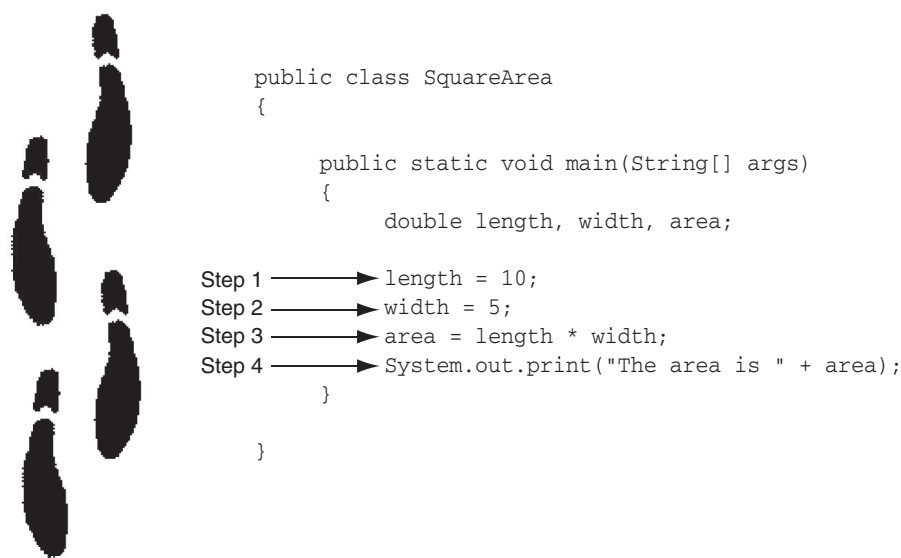 public class SquareArea
{
public static void main(String[] args)
{
double length, width, area;
Step 1 length = 10;
Step 2 width = 5;
Step 3 area = length * width;
Step 4 System.out.print("The area is " + area);
}
}